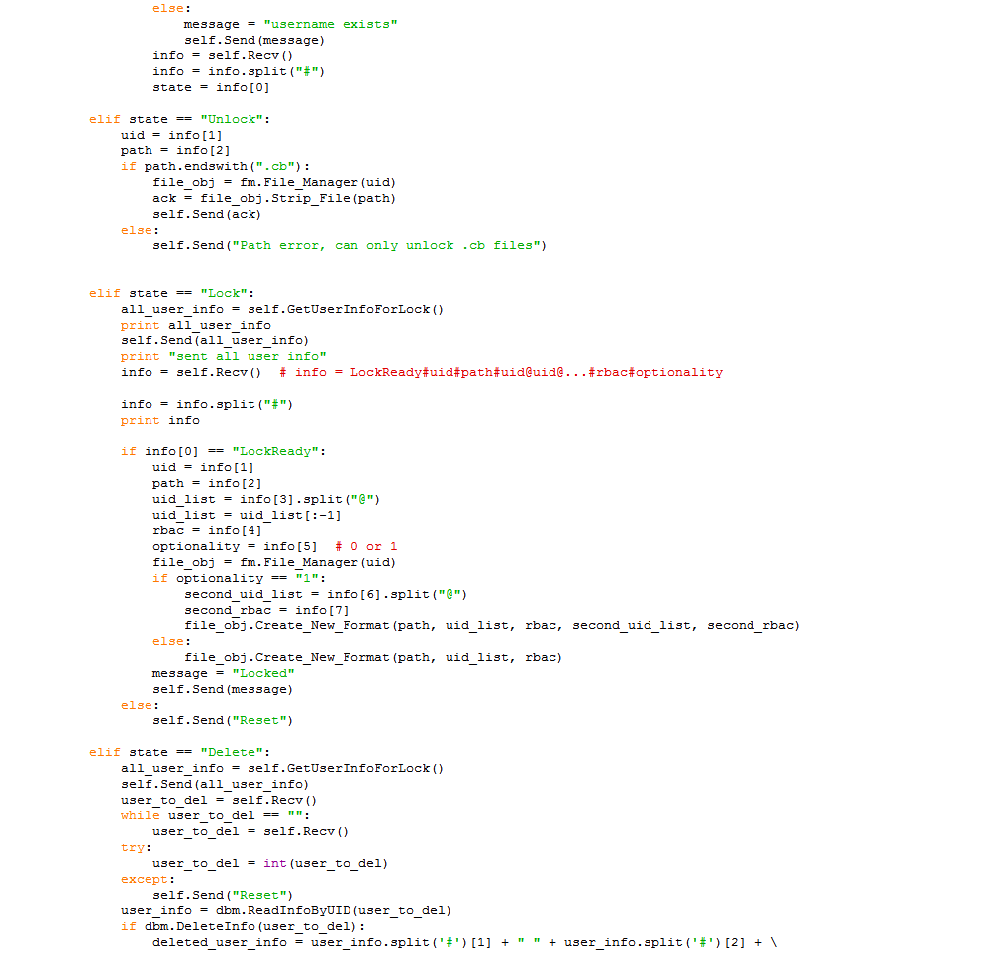 else:
message = "username exists"
self.Send(message)
info = self.Recv()
info = info.split("#")
state = info[0]
elif state == "Unlock":
uid = info[1]
path = info[2]
if path.endswith(".cb"):
file_obj = fm.File_Manager(uid)
ack = file_obj.Strip_File(path)
self.Send(ack)
else:
self.Send("Path error, can only unlock .cb files")
elif state == "Lock":
all_user_info = self.GetUserInfoForLock()
print all_user_info
self.Send(all_user_info)
print "sent all user info"
info = self.Recv()  # info = LockReady#uid#path#uid@uid@...#rbac#optionality
info = info.split("#")
print info
if info[0] == "LockReady":
uid = info[1]
path = info[2]
uid_list = info[3].split("@")
uid_list = uid_list[:-1]
rbac = info[4]
optionality = info[5]  # 0 or 1
file_obj = fm.File_Manager(uid)
if optionality == "1":
second_uid_list = info[6].split("@")
second_rbac = info[7]
file_obj.Create_New_Format(path, uid_list, rbac, second_uid_list, second_rbac)
else:
file_obj.Create_New_Format(path, uid_list, rbac)
message = "Locked"
self.Send(message)
else:
self.Send("Reset")
elif state == "Delete":
all_user_info = self.GetUserInfoForLock()
self.Send(all_user_info)
user_to_del = self.Recv()
while user_to_del == "":
user_to_del = self.Recv()
try:
user_to_del = int(user_to_del)
except:
self.Send("Reset")
user_info = dbm.ReadInfoByUID(user_to_del)
if dbm.DeleteInfo(user_to_del):
deleted_user_info = user_info.split('#')[1] + " " + user_info.split('#')[2] + \